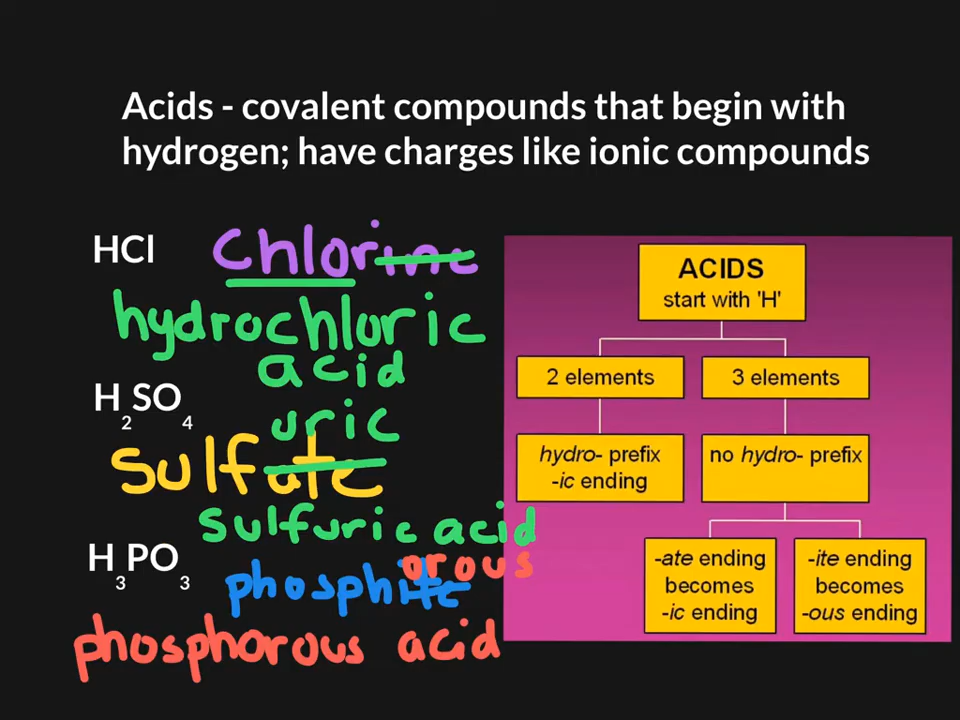 Acids - covalent compounds that begin with
hydrogen; have charges like ionic compounds
HCl
Chlorine
hydrochloric
acid
H2SO4
uric
sulfate
sulfuric acid
H3PO3
orous
phosphite
phosphorous acid
ACIDS
start with 'H'
2 elements
3 elements
hydro- prefix
-ic ending
no hydro- prefix
-ate ending
becomes
-ic ending
-ite ending
becomes
-ous ending